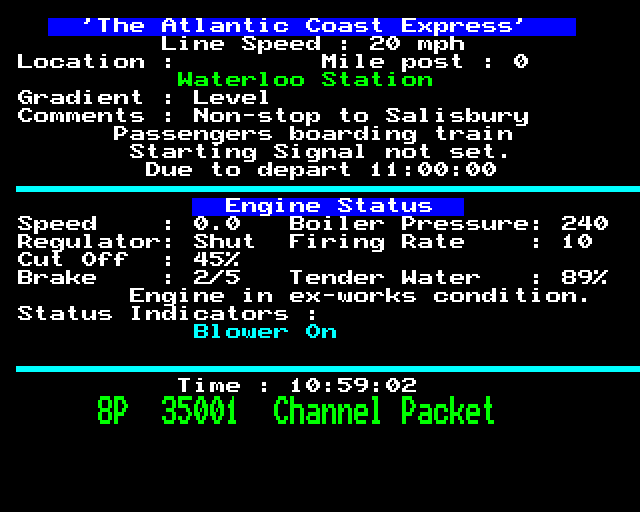 'The Atlantic Coast Express'
Line Speed : 20 mph
Location : Mile post : 0
Waterloo Station
Gradient : Level
Comments : Non-stop to Salisbury
Passengers boarding train
Starting Signal not set.
Due to depart 11:00:00
Engine Status
Speed : 0.0 Boiler Pressure: 240
Regulator: Shut Firing Rate : 10
Cut Off : 45%
Brake : 2/5 Tender Water : 89%
Engine in ex-works condition.
Status Indicators :
Blower On
Time : 10:59:02
8P 35001 Channel Packet